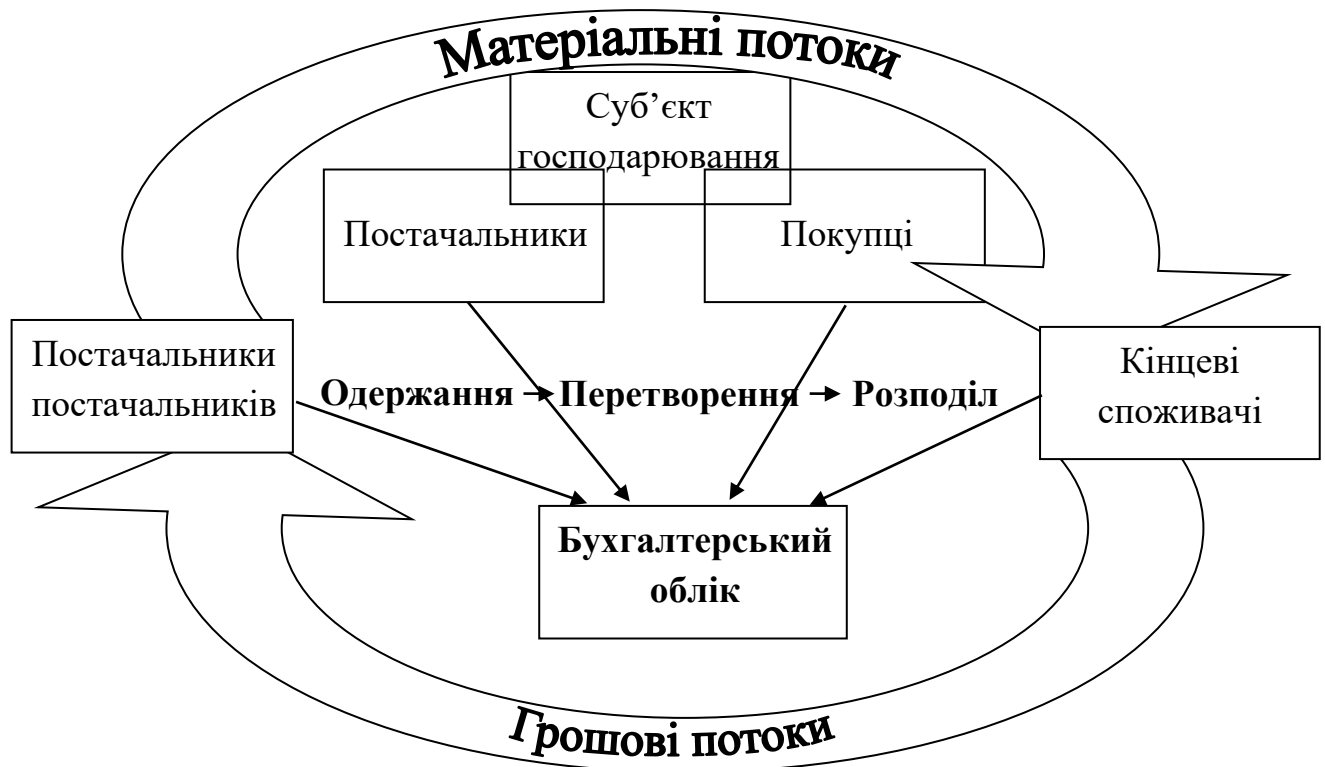 Матеріальні потоки
Суб’єкт
господарювання
Постачальники
Покупці
Постачальники
постачальників
Кінцеві
споживачі
Одержання
Перетворення
Розподіл
Бухгалтерський
облік
Грошові потоки